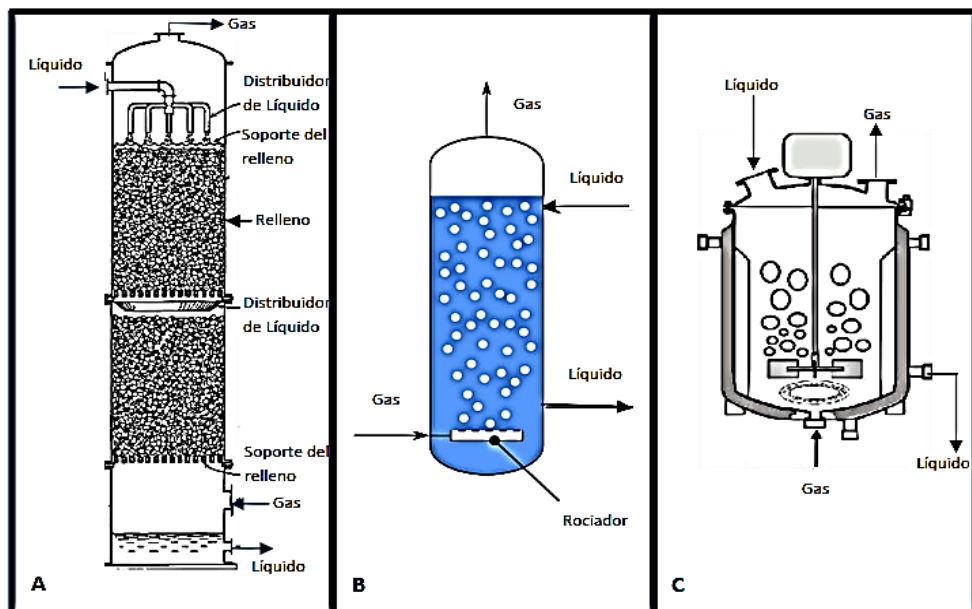 Gas
Líquido
Distribuidor
de Líquido
Soporte del
relleno
Relleno
Distribuidor
de Líquido
Soporte del
relleno
Gas
Líquido
A
Gas
Líquido
Líquido
Gas
Rociador
B
Líquido
Gas
Líquido
Gas
C